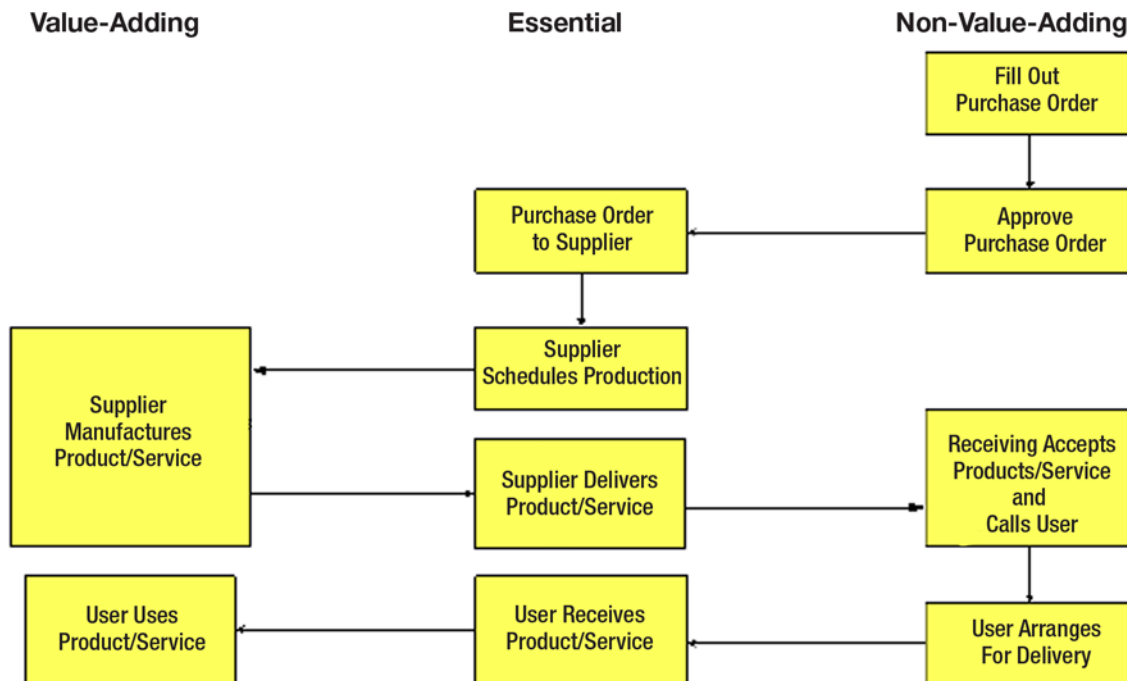 Value-Adding
Essential
Non-Value-Adding
Fill Out
Purchase Order
Purchase Order
to Supplier
Approve
Purchase Order
Supplier
Manufactures
Product/Service
Supplier
Schedules Production
Supplier Delivers
Product/Service
Receiving Accepts
Products/Service
and
Calls User
User Uses
Product/Service
User Receives
Product/Service
User Arranges
For Delivery